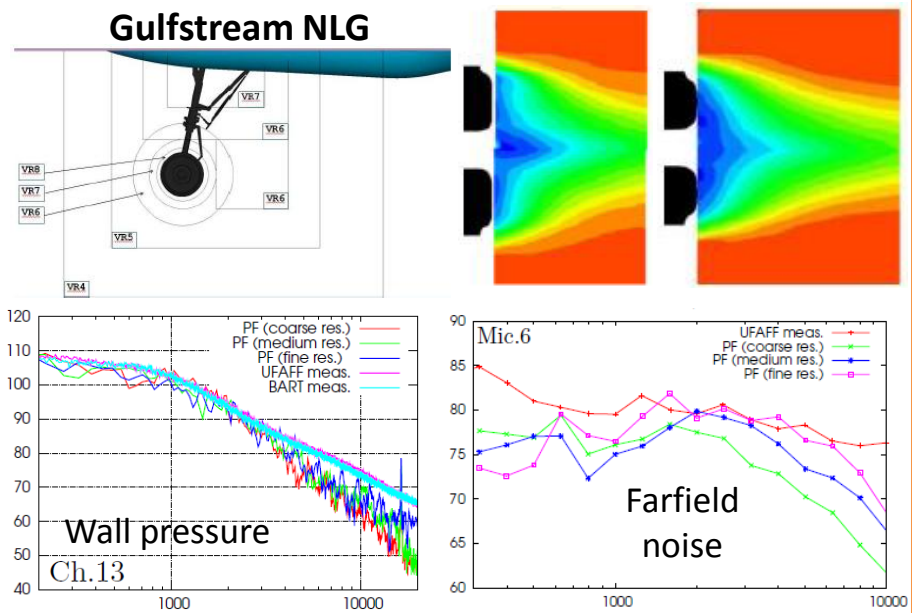 Gulfstream NLG
VR7
VR6
VR8
VR7
VR6
VR6
VR5
VR4
120
110
100
90
80
70
60
50
40
PF (coarse res.)
PF (medium res.)
PF (fine res.)
UFAFF meas.
BART meas.
Wall pressure
Ch.13
1000
10000
90
85
80
75
70
65
60
Mic.6
UFAFF meas.
PF (coarse res.)
PF (medium res.)
PF (fine res.)
Farfield
noise
1000
10000